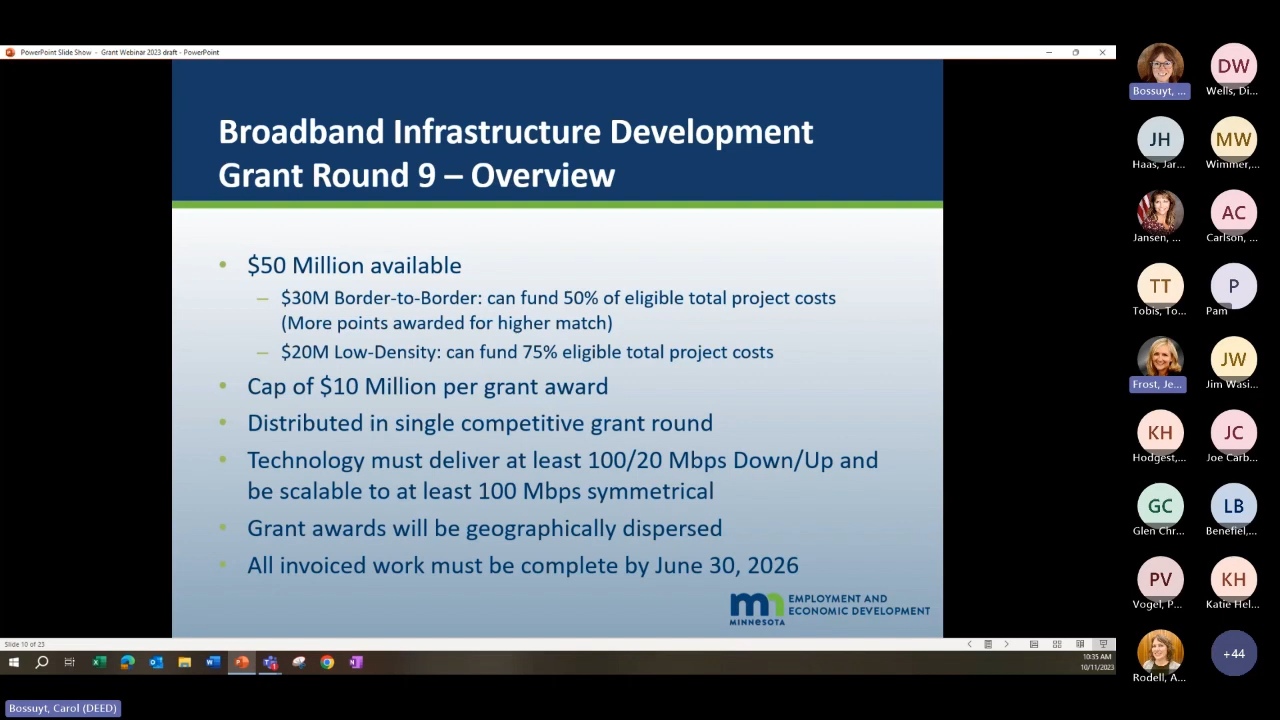 PowerPoint Slide Show - Grant Webinar 2023 draft - PowerPoint
Broadband Infrastructure Development
Grant Round 9 – Overview
• $50 Million available
– $30M Border-to-Border: can fund 50% of eligible total project costs
(More points awarded for higher match)
– $20M Low-Density: can fund 75% eligible total project costs
• Cap of $10 Million per grant award
• Distributed in single competitive grant round
• Technology must deliver at least 100/20 Mbps Down/Up and
be scalable to at least 100 Mbps symmetrical
• Grant awards will be geographically dispersed
• All invoiced work must be complete by June 30, 2026
mn
MINNESOTA
EMPLOYMENT AND
ECONOMIC DEVELOPMENT
Slide 10 of 23
10:35 AM
10/11/2023
Bossuyt, ...
DW
Wells, Di...
JH
Haas, Jar...
MW
Wimmer,...
Jansen, ...
AC
Carlson, ...
TT
Tobis, To...
P
Pam
Frost, Je...
JW
Jim Wasi...
KH
Hodgest,...
JC
Joe Carb...
GC
Glen Chr...
LB
Benefiel,...
PV
Vogel, P...
KH
Katie Hel...
Rodell, A...
+44
Bossuyt, Carol (DEED)